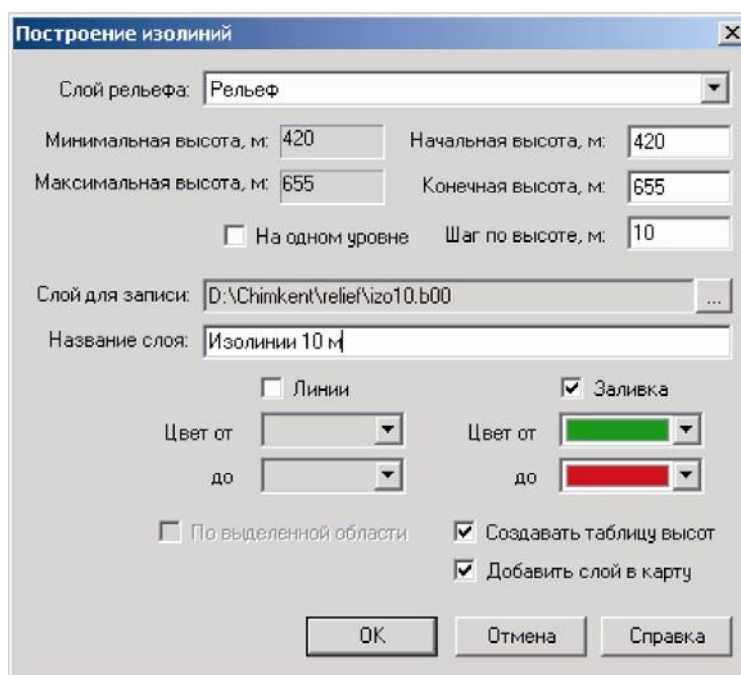 Построение изолиний
Слой рельефа: Рельеф
Минимальная высота, м: 420 Начальная высота, м: 420
Максимальная высота, м: 655 Конечная высота, м: 655
На одном уровне Шаг по высоте, м: 10
Слой для записи: D:\Chimkent\relief\izo10.b00 ...
Название слоя: Изолинии 10 м
Линии Заливка
Цвет от Цвет от
до до
По выделенной области Создавать таблицу высот
Добавить слой в карту
OK Отмена Справка